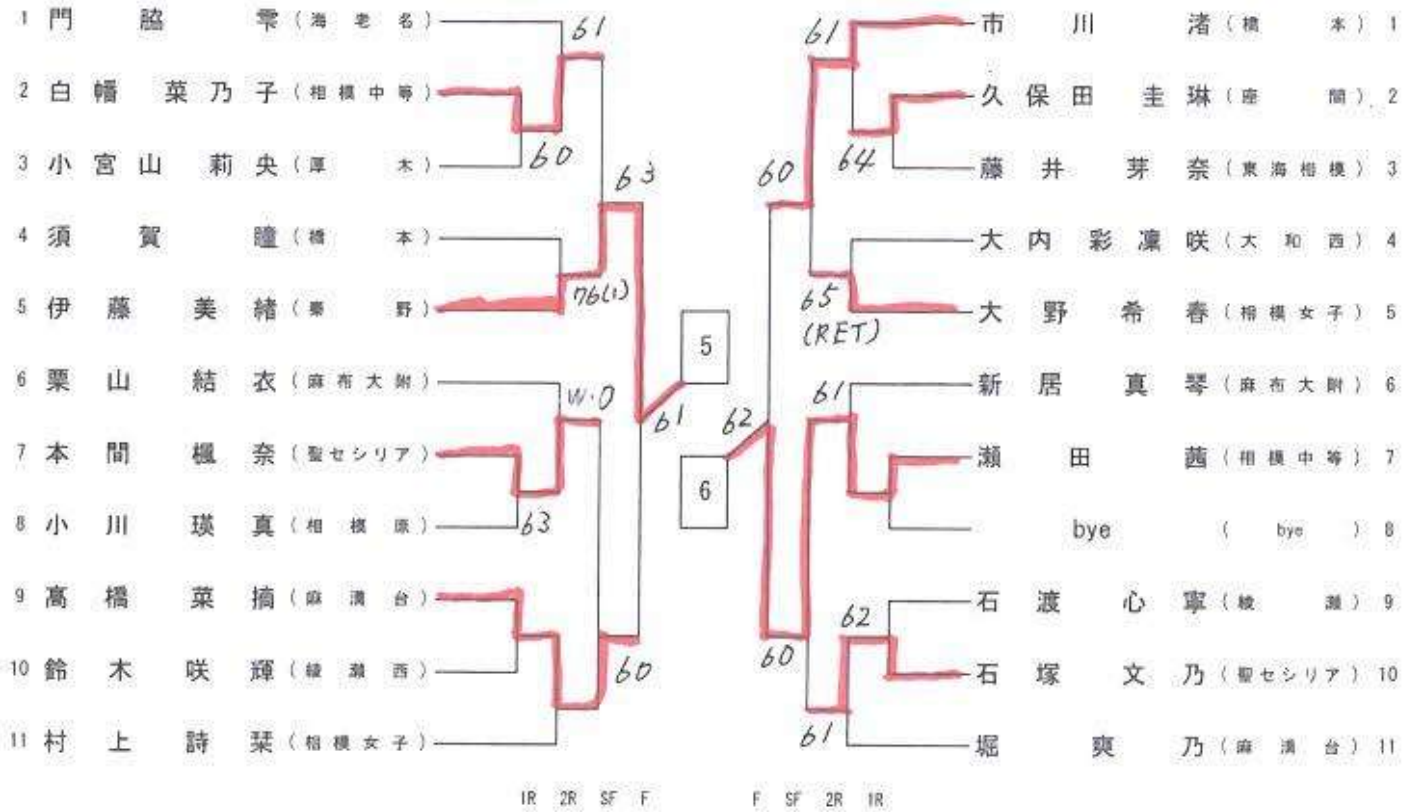 1 門脇 雫 (海老名)
61
2 白幡 菜乃子 (相模中等)
60
3 小宮山 莉央 (厚木)
63
4 須賀 瞳 (橋本)
76(1)
5 伊藤 美緒 (秦野)
6 栗山 結衣 (麻布大附)
W.O
61
7 本間 楓奈 (聖セシリア)
63
8 小川 瑛真 (相模原)
9 髙橋 菜摘 (麻溝台)
10 鈴木 咲輝 (綾瀬西)
60
11 村上 詩栞 (相模女子)
1R 2R SF F
5
6
61
市川 渚 (橋本) 1
久保田 圭琳 (座間) 2
60
64
藤井 芽奈 (東海相模) 3
大内 彩凜咲 (大和西) 4
65
(RET)
大野 希春 (相模女子) 5
61
新居 真琴 (麻布大附) 6
62
瀬田 茜 (相模中等) 7
bye (bye) 8
石渡 心寧 (綾瀬) 9
62
60
石塚 文乃 (聖セシリア) 10
61
堀 爽乃 (麻溝台) 11
F SF 2R 1R